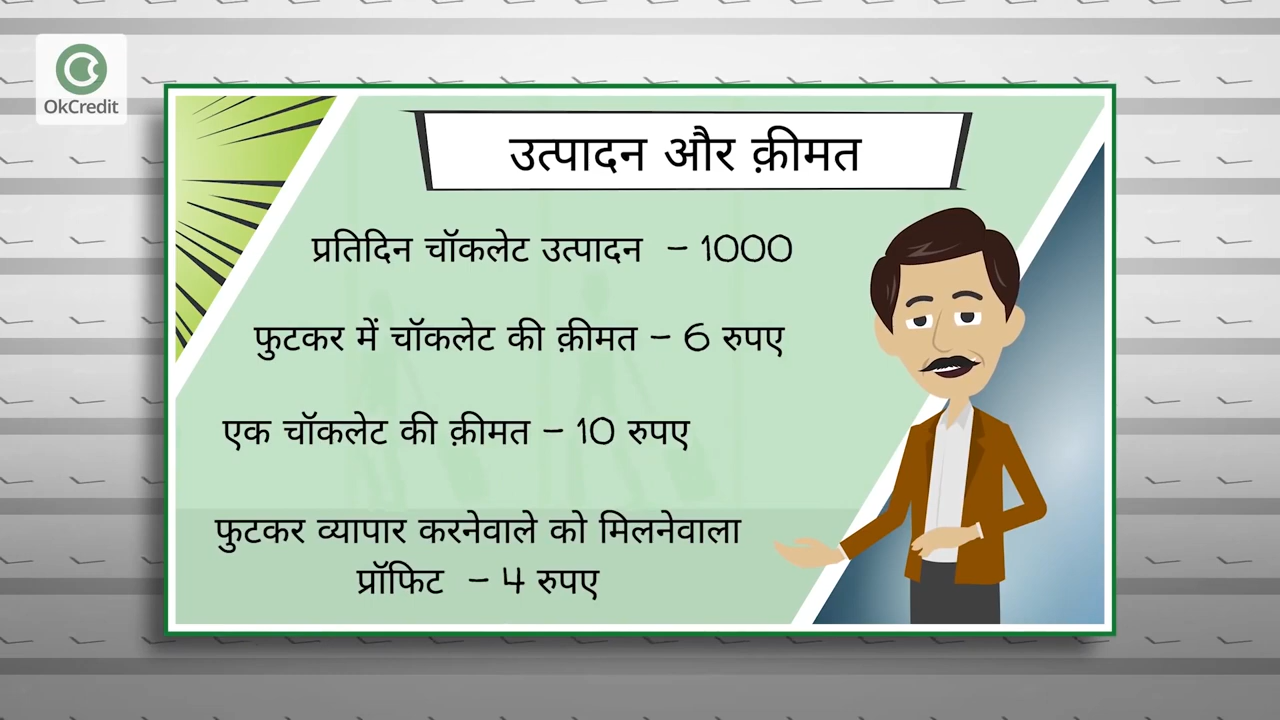 OkCredit
उत्पादन और क़ीमत
प्रतिदिन चॉकलेट उत्पादन – 1000
फुटकर में चॉकलेट की क़ीमत – 6 रुपए
एक चॉकलेट की क़ीमत – 10 रुपए
फुटकर व्यापार करनेवाले को मिलनेवाला
प्रॉफिट – 4 रुपए